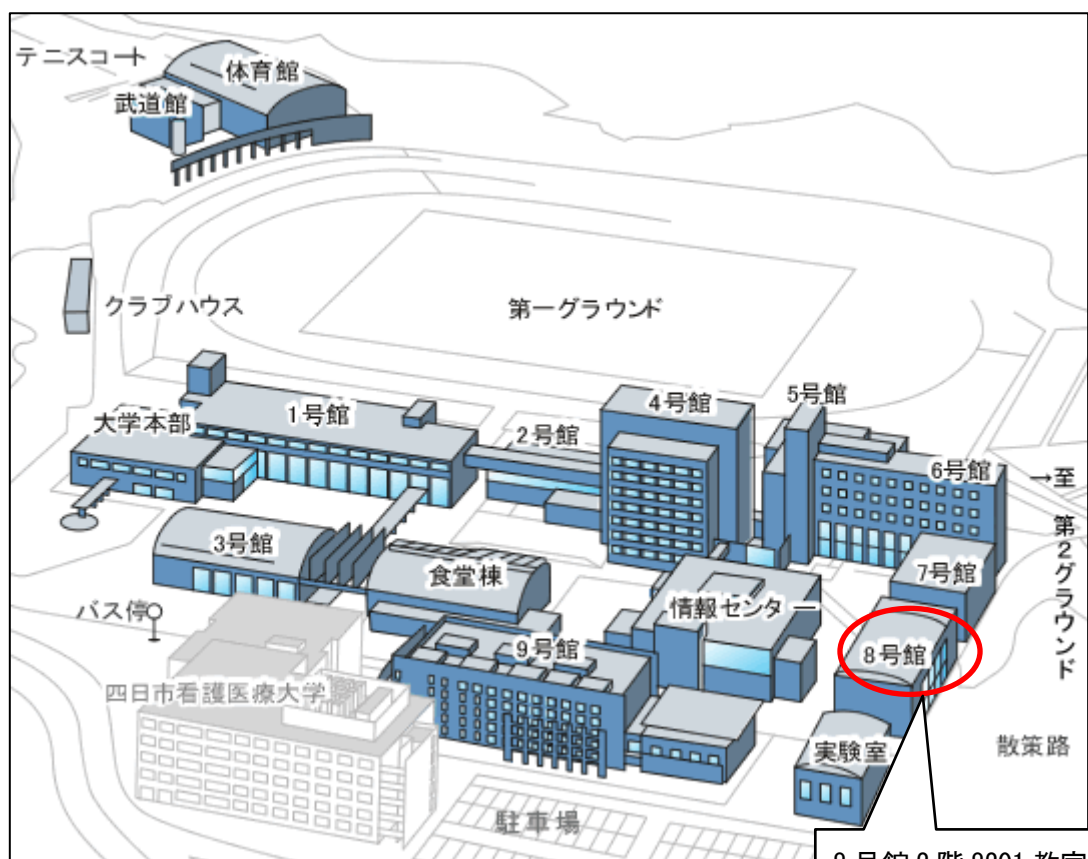 テニスコート
体育館
武道館
クラブハウス
第一グラウンド
5号館
4号館
1号館
大学本部
2号館
6号館
→至
第2グラウンド
3号館
食堂棟
7号館
バス停
情報センター
9号館
8号館
四日市看護医療大学
実験室
散策路
駐車場